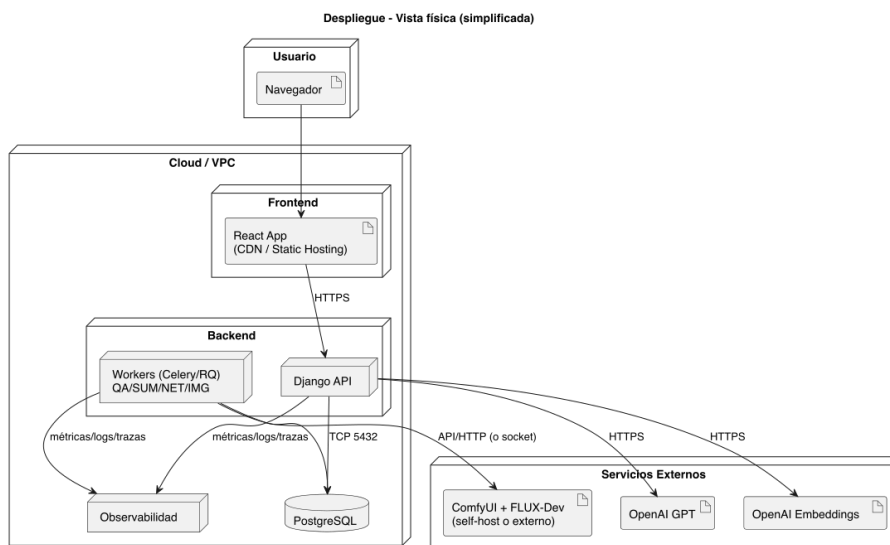 Despliegue - Vista física (simplificada)
Usuario
Navegador
Cloud / VPC
Frontend
React App
(CDN / Static Hosting)
HTTPS
Backend
Workers (Celery/RQ)
QA/SUM/NET/IMG
Django API
métricas/logs/trazas
métricas/logs/trazas
TCP 5432
API/HTTP (o socket)
HTTPS
HTTPS
Servicios Externos
Observabilidad
PostgreSQL
ComfyUI + FLUX-Dev
(self-host o externo)
OpenAI GPT
OpenAI Embeddings